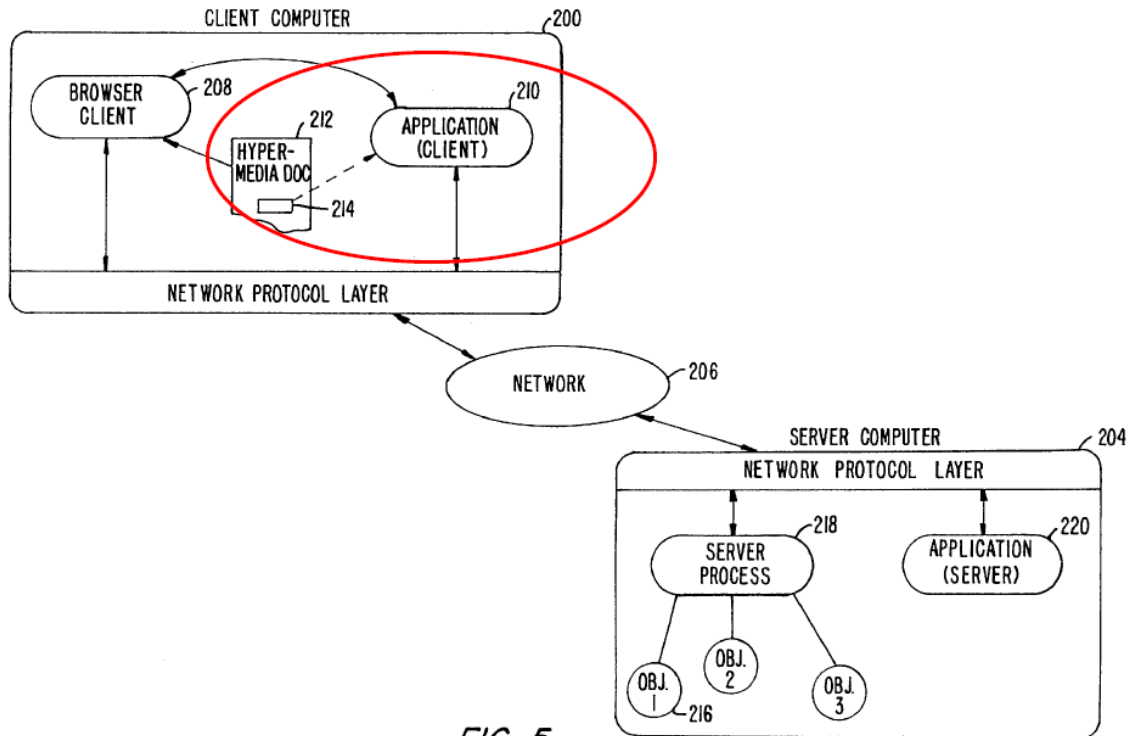 CLIENT COMPUTER
200
BROWSER
CLIENT
208
210
APPLICATION
(CLIENT)
212
HYPER-
MEDIA DOC
214
NETWORK PROTOCOL LAYER
NETWORK
206
SERVER COMPUTER
204
NETWORK PROTOCOL LAYER
218
SERVER
PROCESS
220
APPLICATION
(SERVER)
OBJ.
1
216
OBJ.
2
OBJ.
3
FIG. 5